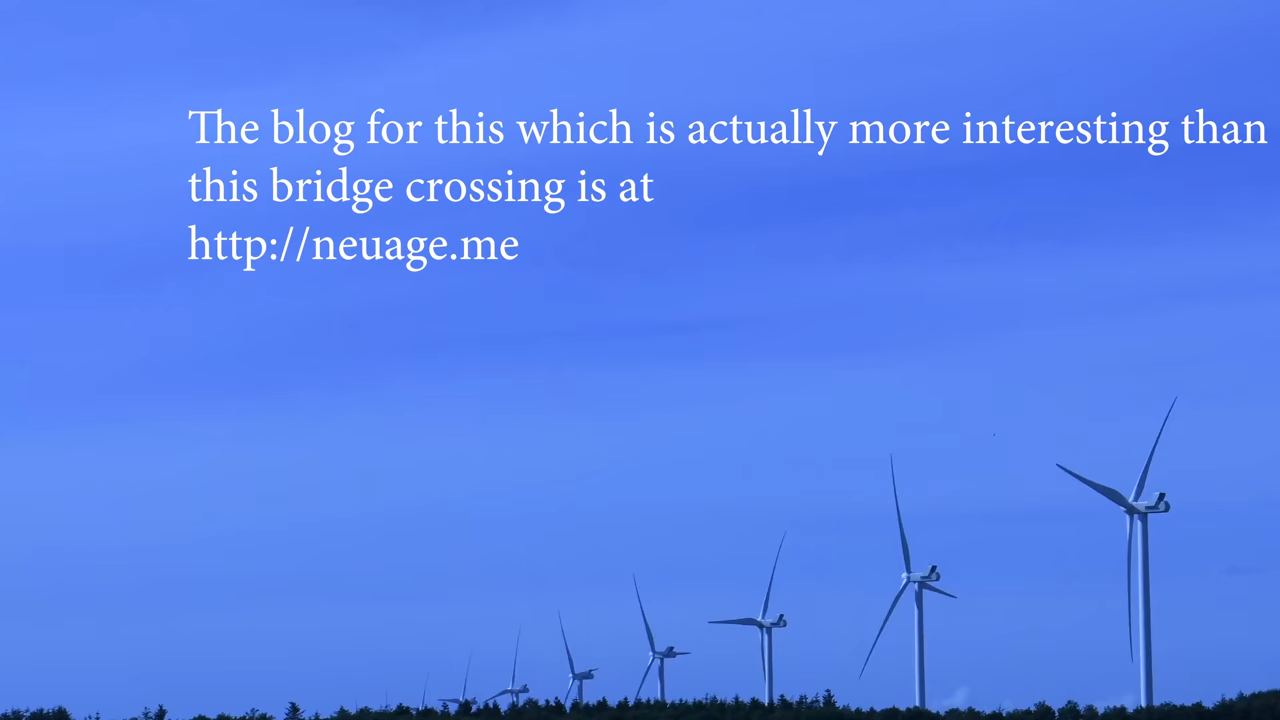 The blog for this which is actually more interesting than
this bridge crossing is at
http://neuage.me